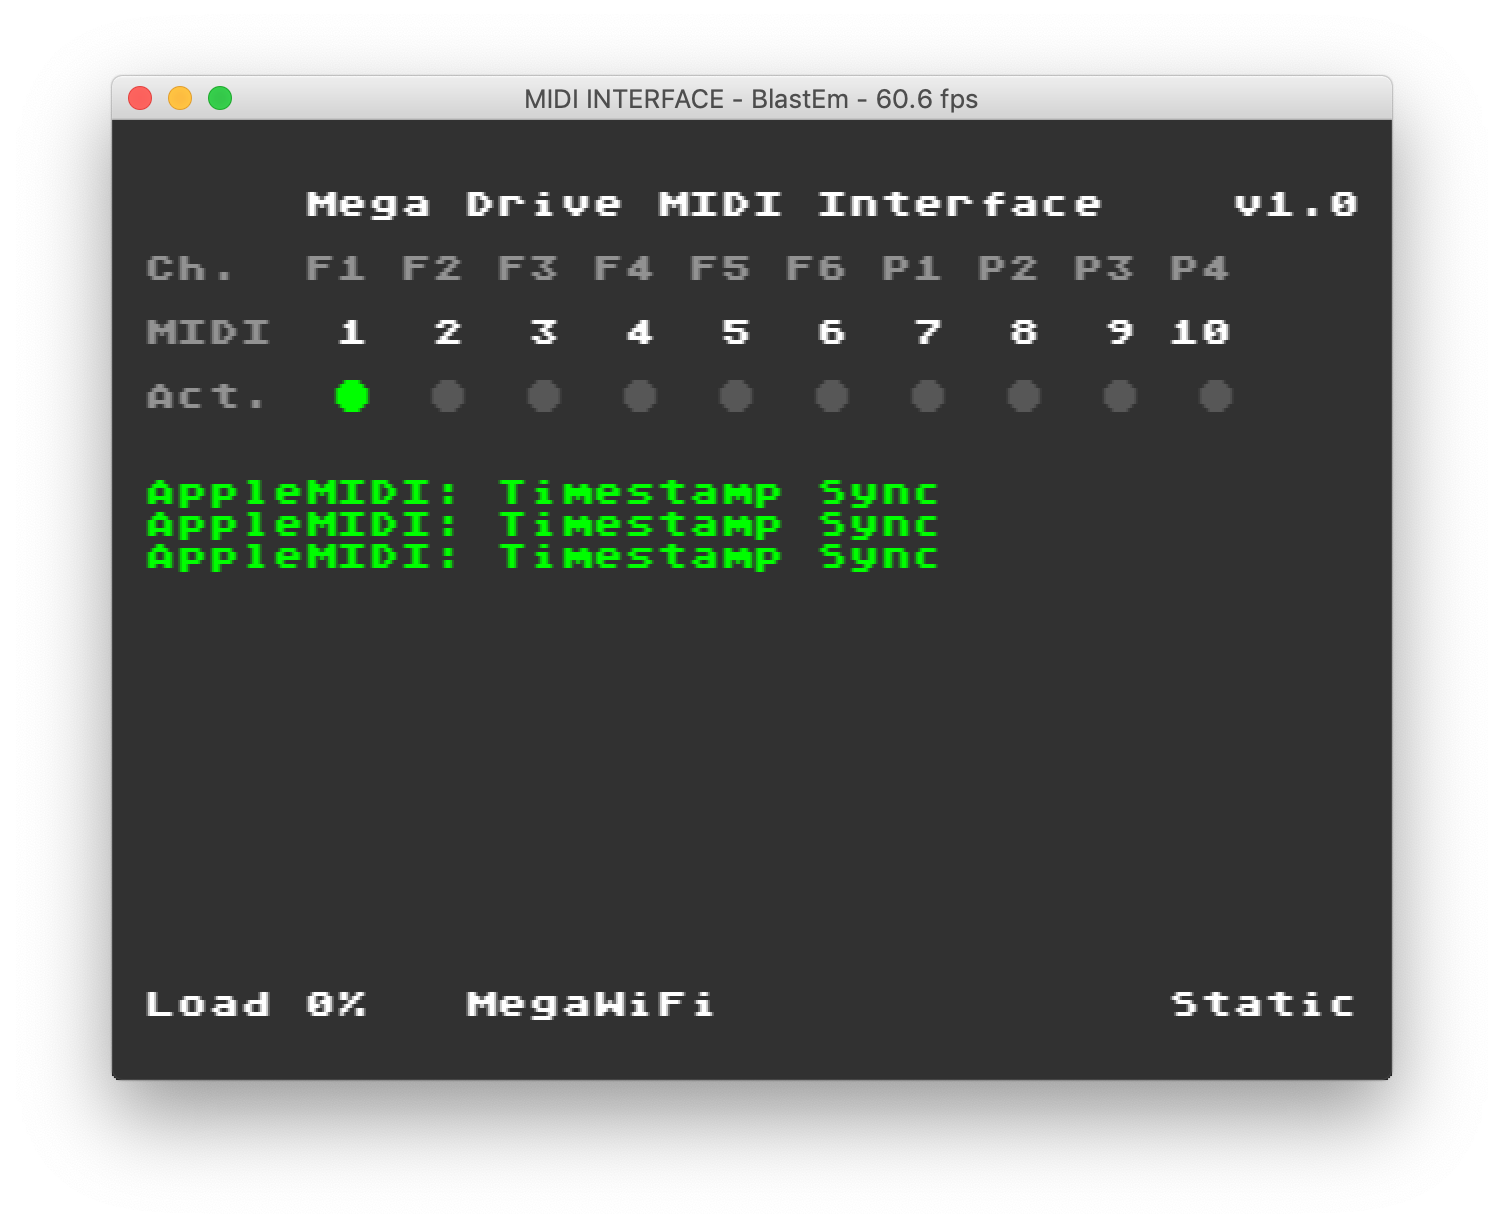 MIDI INTERFACE - BlastEm - 60.6 fps
Mega Drive MIDI Interface v1.0
Ch. F1 F2 F3 F4 F5 F6 P1 P2 P3 P4
MIDI 1 2 3 4 5 6 7 8 9 10
Act.
AppleMIDI: Timestamp Sync
AppleMIDI: Timestamp Sync
AppleMIDI: Timestamp Sync
Load 0% MegaWiFi Static